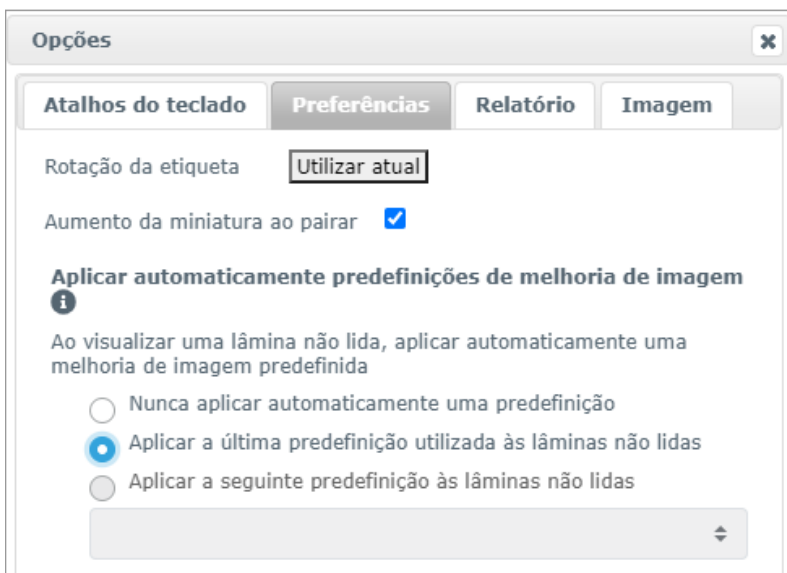 Opções
Atalhos do teclado Preferências Relatório Imagem
Rotação da etiqueta Utilizar atual
Aumento da miniatura ao pairar
Aplicar automaticamente predefinições de melhoria de imagem
Ao visualizar uma lâmina não lida, aplicar automaticamente uma
melhoria de imagem predefinida
Nunca aplicar automaticamente uma predefinição
Aplicar a última predefinição utilizada às lâminas não lidas
Aplicar a seguinte predefinição às lâminas não lidas